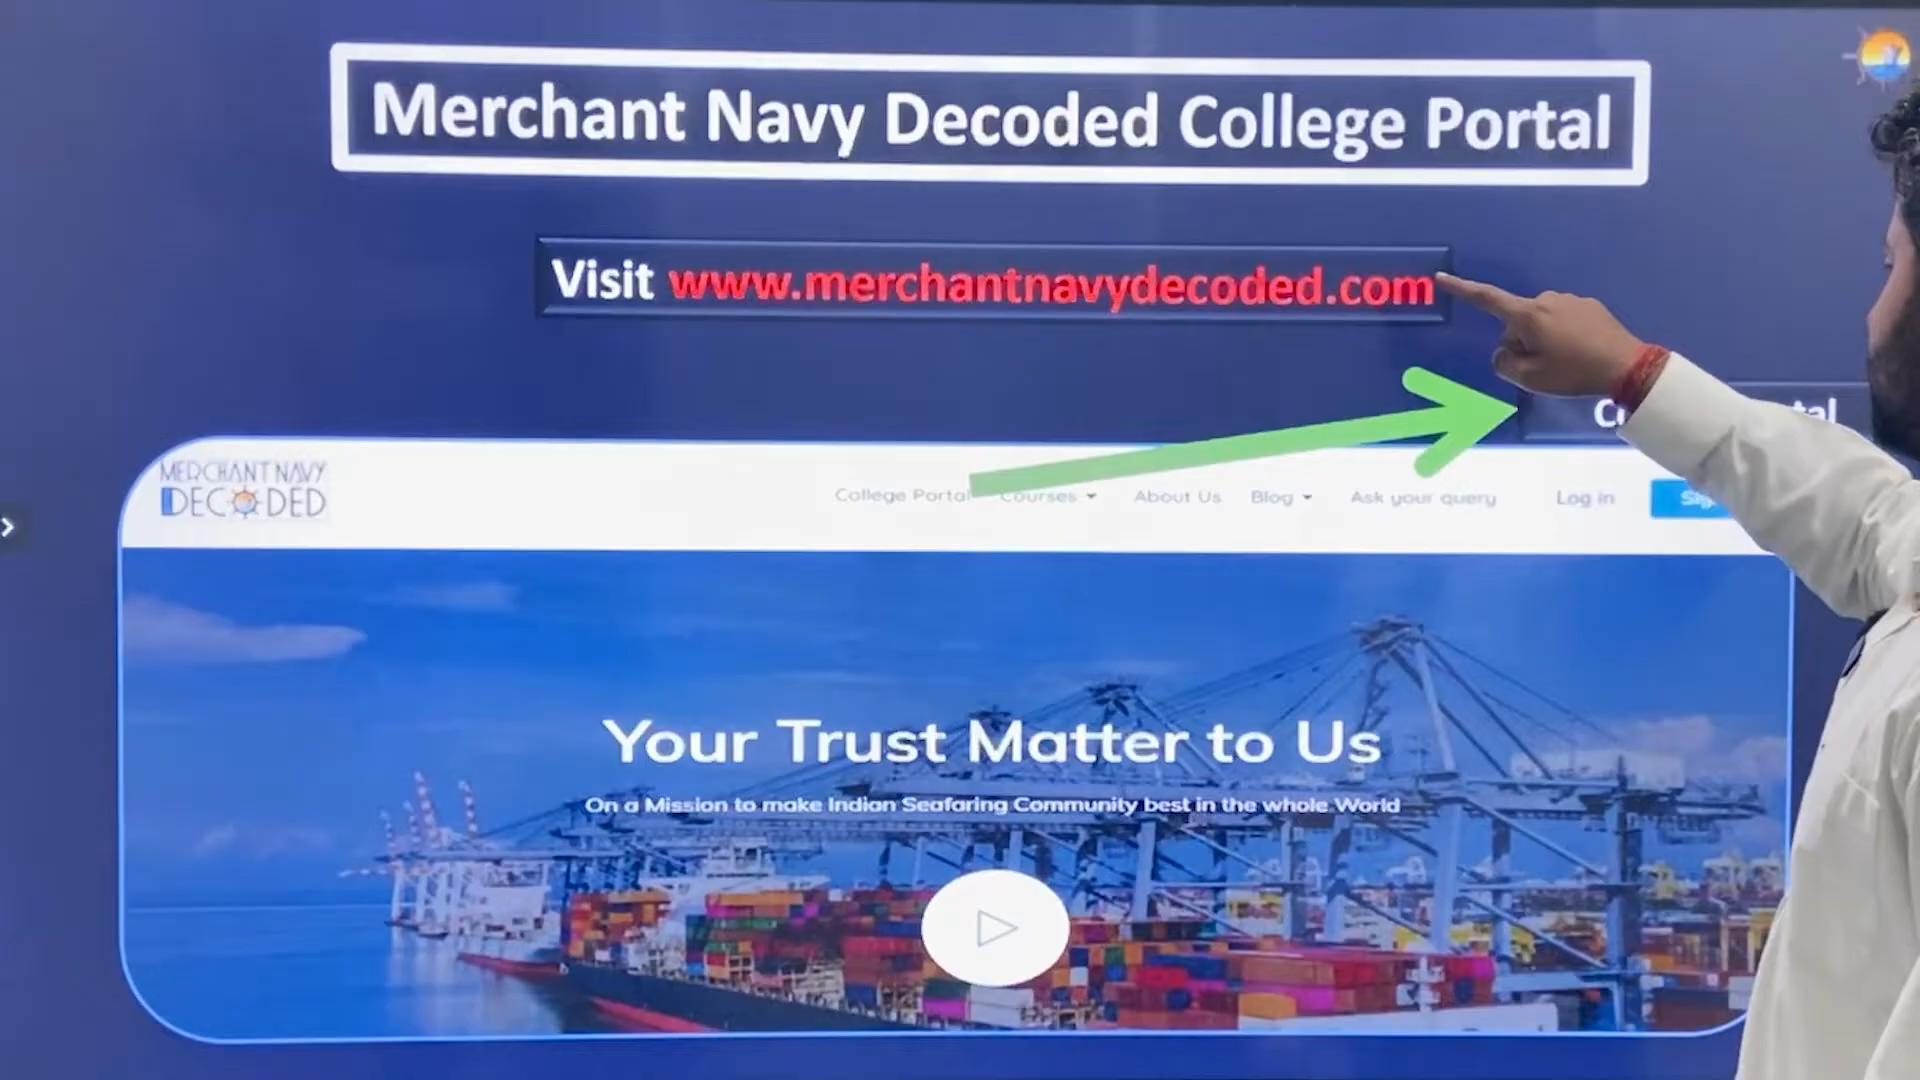 Merchant Navy Decoded College Portal
Visit www.merchantnavydecoded.com
MERCHANT NAVY
DECODED
College Portal Courses About Us Blog Ask your query Log in
Your Trust Matter to Us
On a Mission to make Indian Seafaring Community best in the whole World